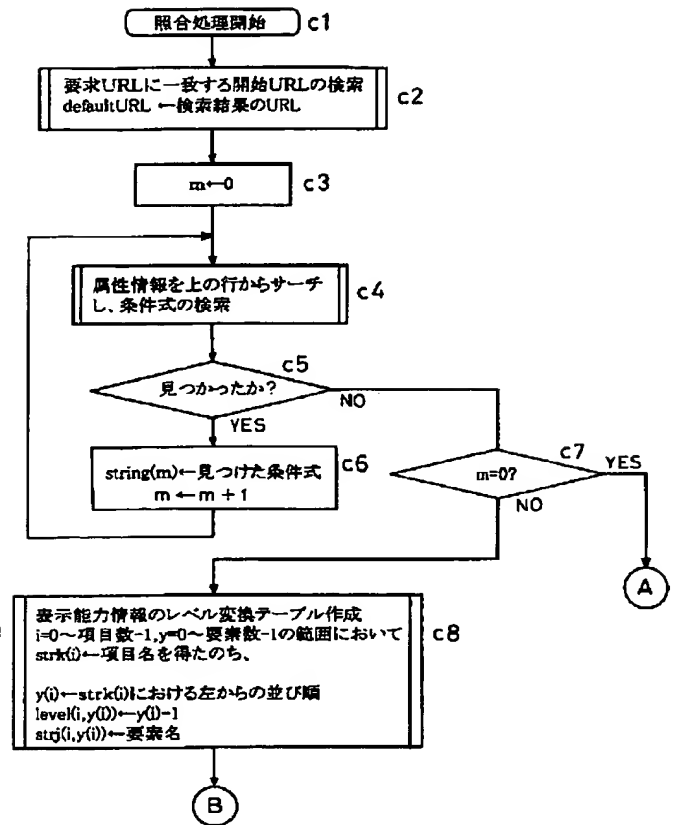 照合処理開始 c1
要求URLに一致する開始URLの検索
defaultURL ←検索結果のURL
c2
m←0 c3
属性情報を上の行からサーチ
し、条件式の検索
c4
c5
見つかったか?
NO
YES
string(m)←見つけた条件式
m ← m + 1
c6
c7
m=0?
YES
NO
A
表示能力情報のレベル変換テーブル作成
i=0~項目数-1,y=0~要素数-1の範囲において
strk(i)←項目名を得たのち、
y(i)←strk(i)における左からの並び順
level(i,y(i))←y(i)-1
strj(i,y(i))←要素名
c8
B